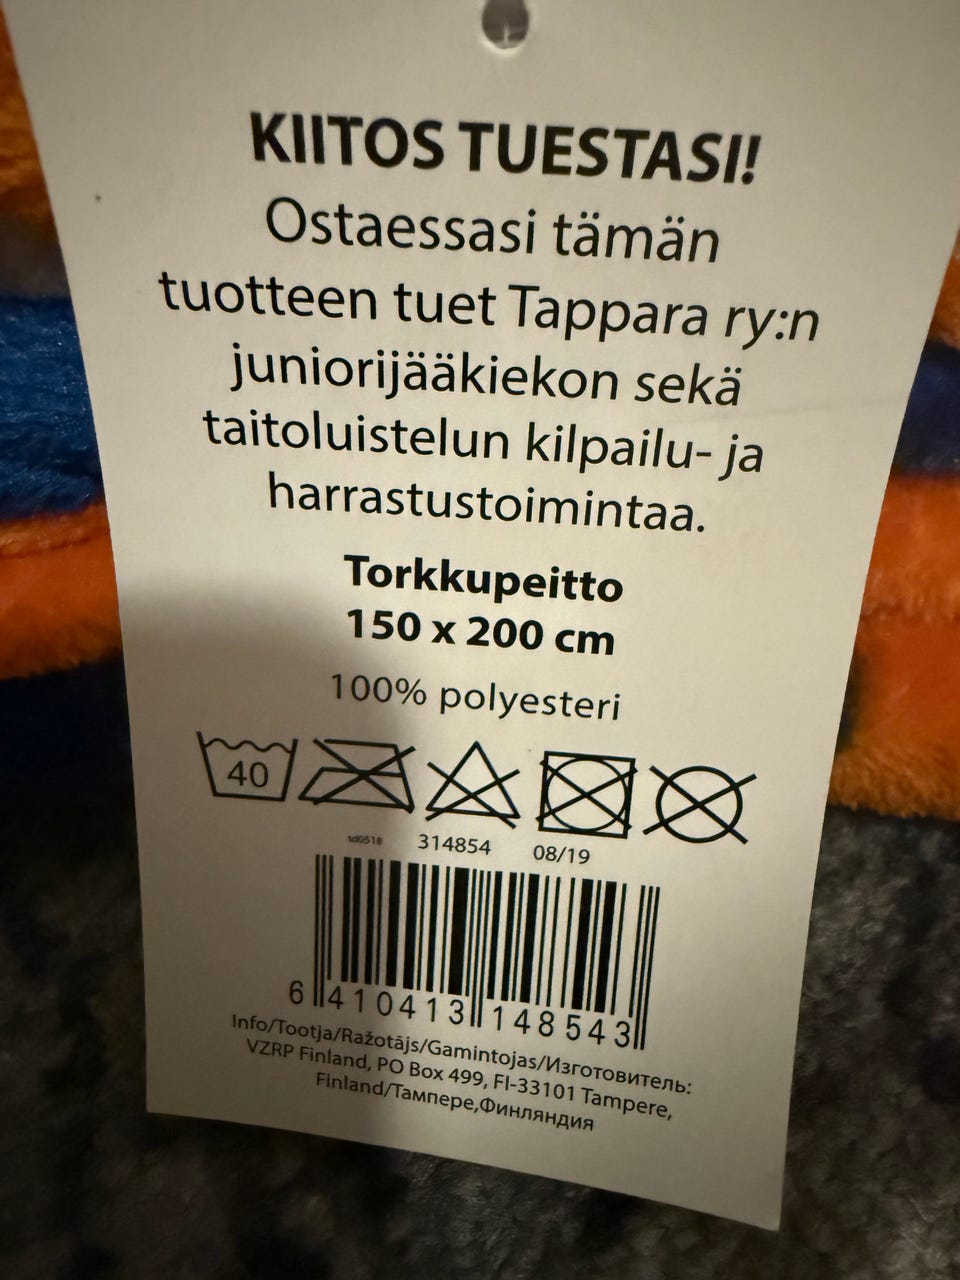 KIITOS TUESTASI!
Ostaessasi tämän
tuotteen tuet Tappara ry:n
juniorijääkiekon sekä
taitoluistelun kilpailu- ja
harrastustoimintaa.
Torkkupeitto
150 x 200 cm
100% polyesteri
40
314854 08/19
6 410413 148543
Info/Tootja/Ražotājs/Gamintojas/Изготовитель:
VZRP Finland, PO Box 499, FI-33101 Tampere,
Finland/Тампере,Финляндия